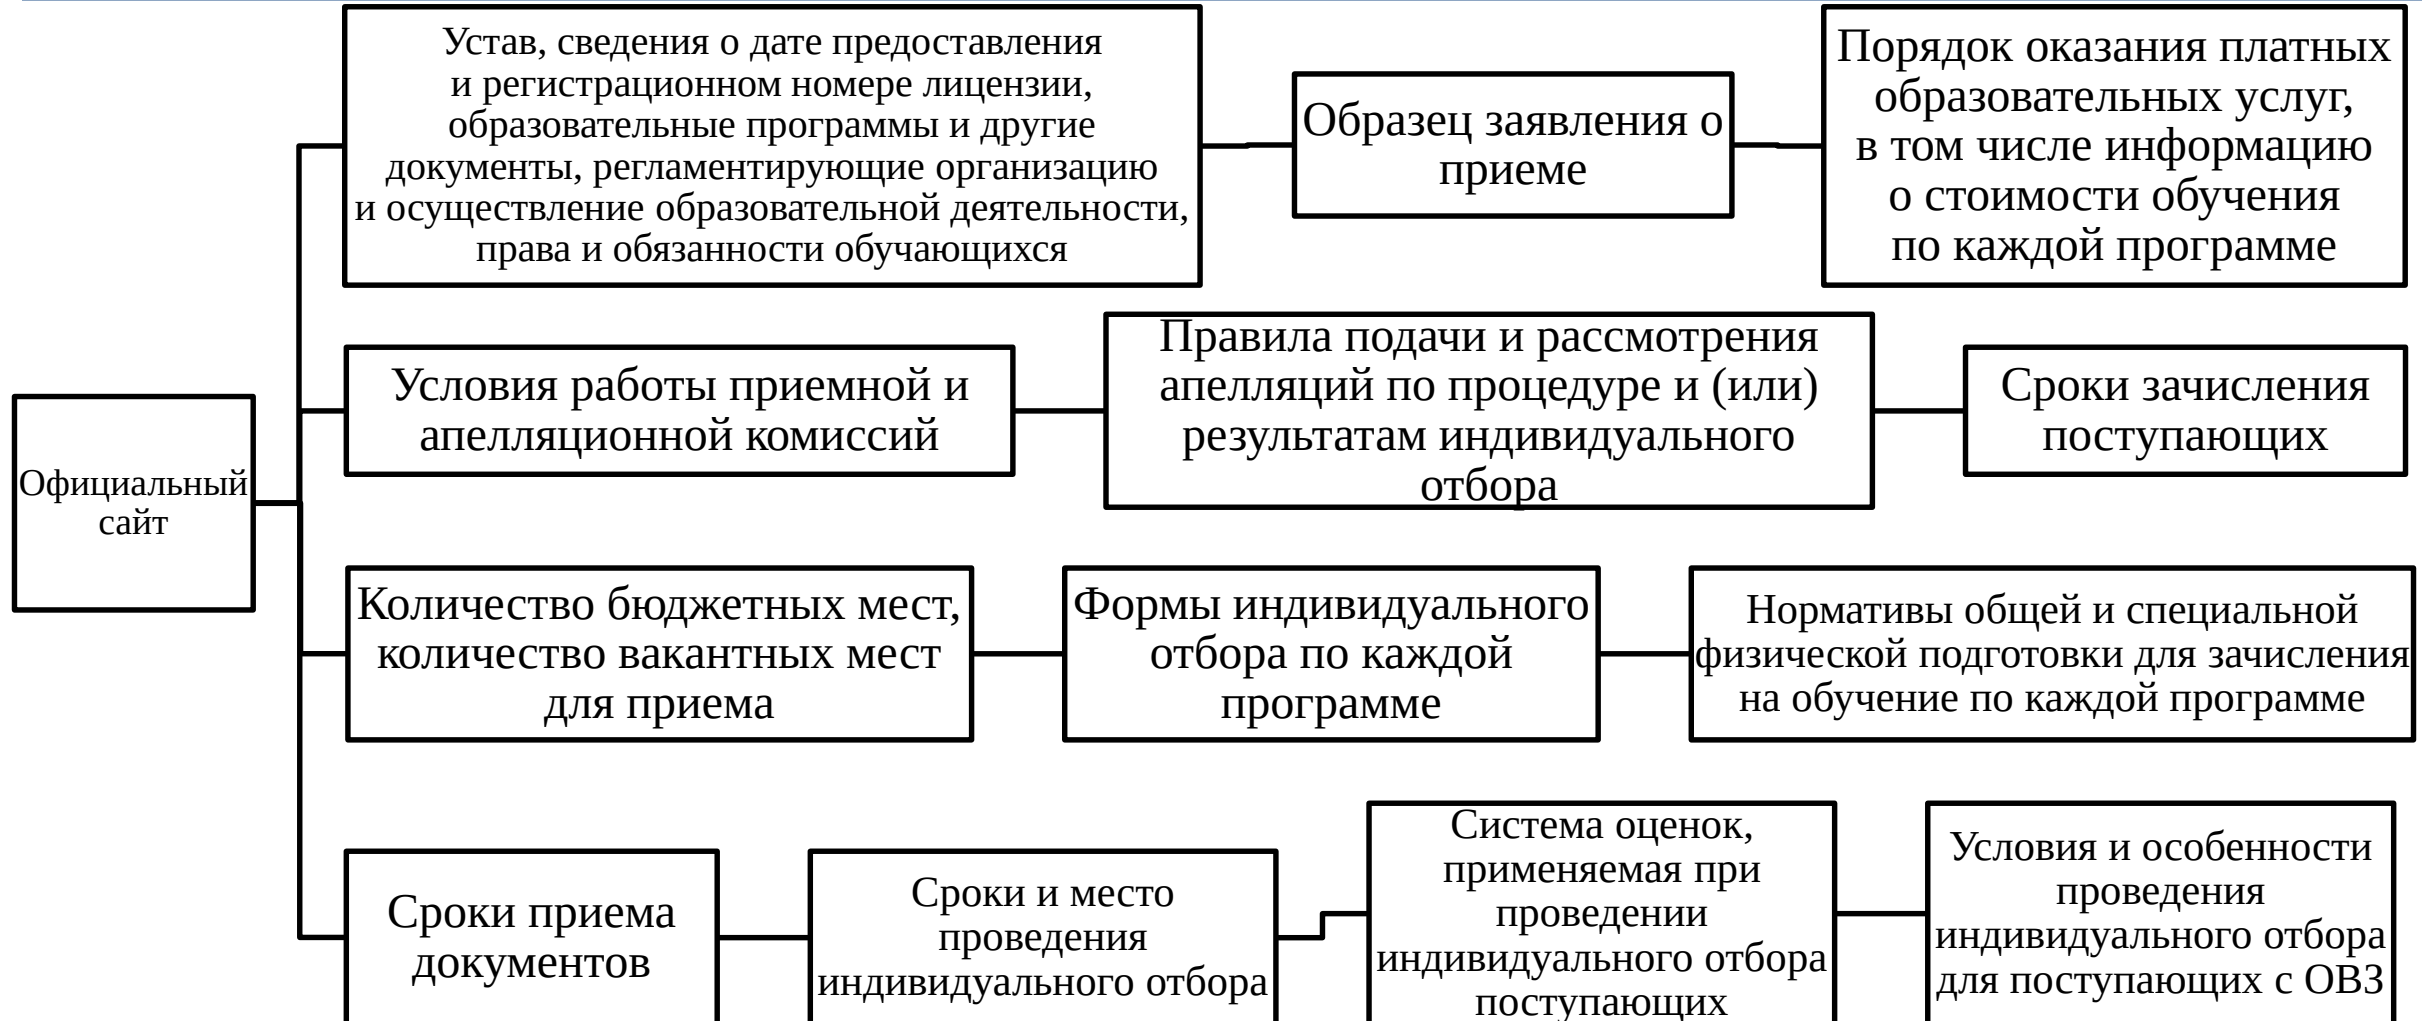 Устав, сведения о дате предоставления
и регистрационном номере лицензии,
образовательные программы и другие
документы, регламентирующие организацию
и осуществление образовательной деятельности,
права и обязанности обучающихся
Образец заявления о
приеме
Порядок оказания платных
образовательных услуг,
в том числе информацию
о стоимости обучения
по каждой программе
Официальный
сайт
Условия работы приемной и
апелляционной комиссий
Правила подачи и рассмотрения
апелляций по процедуре и (или)
результатам индивидуального
отбора
Сроки зачисления
поступающих
Количество бюджетных мест,
количество вакантных мест
для приема
Формы индивидуального
отбора по каждой
программе
Нормативы общей и специальной
физической подготовки для зачисления
на обучение по каждой программе
Сроки приема
документов
Сроки и место
проведения
индивидуального отбора
Система оценок,
применяемая при
проведении
индивидуального отбора
поступающих
Условия и особенности
проведения
индивидуального отбора
для поступающих с ОВЗ